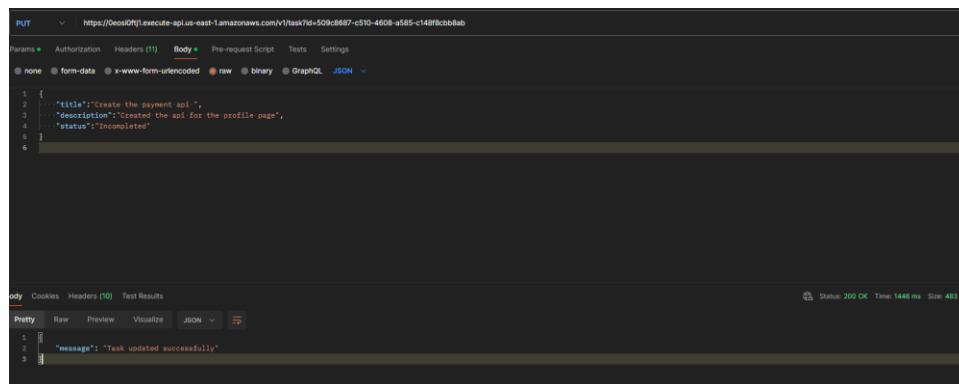 PUT https://0eosi0ftj1.execute-api.us-east-1.amazonaws.com/v1/task?id=509c8687-c510-4608-a585-c148f8cbb8ab
Params Authorization Headers (11) Body Pre-request Script Tests Settings
none form-data x-www-form-urlencoded raw binary GraphQL JSON
1 {
2 "title":"Create the payment api ",
3 "description":"Created the api for the profile page",
4 "status":"Incompleted"
5 }
6
ody Cookies Headers (10) Test Results Status: 200 OK Time: 1446 ms Size: 483
Pretty Raw Preview Visualize JSON
1 {
2 "message": "Task updated successfully"
3 }